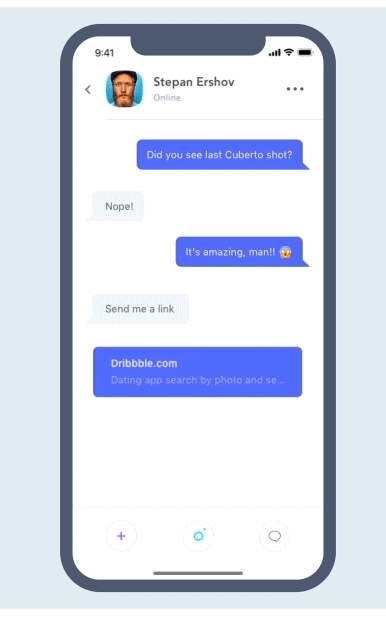 9:41
Stepan Ershov
Online
Did you see last Cuberto shot?
Nope!
It's amazing, man!! 😱
Send me a link
Dribbble.com
Dating app search by photo and se...